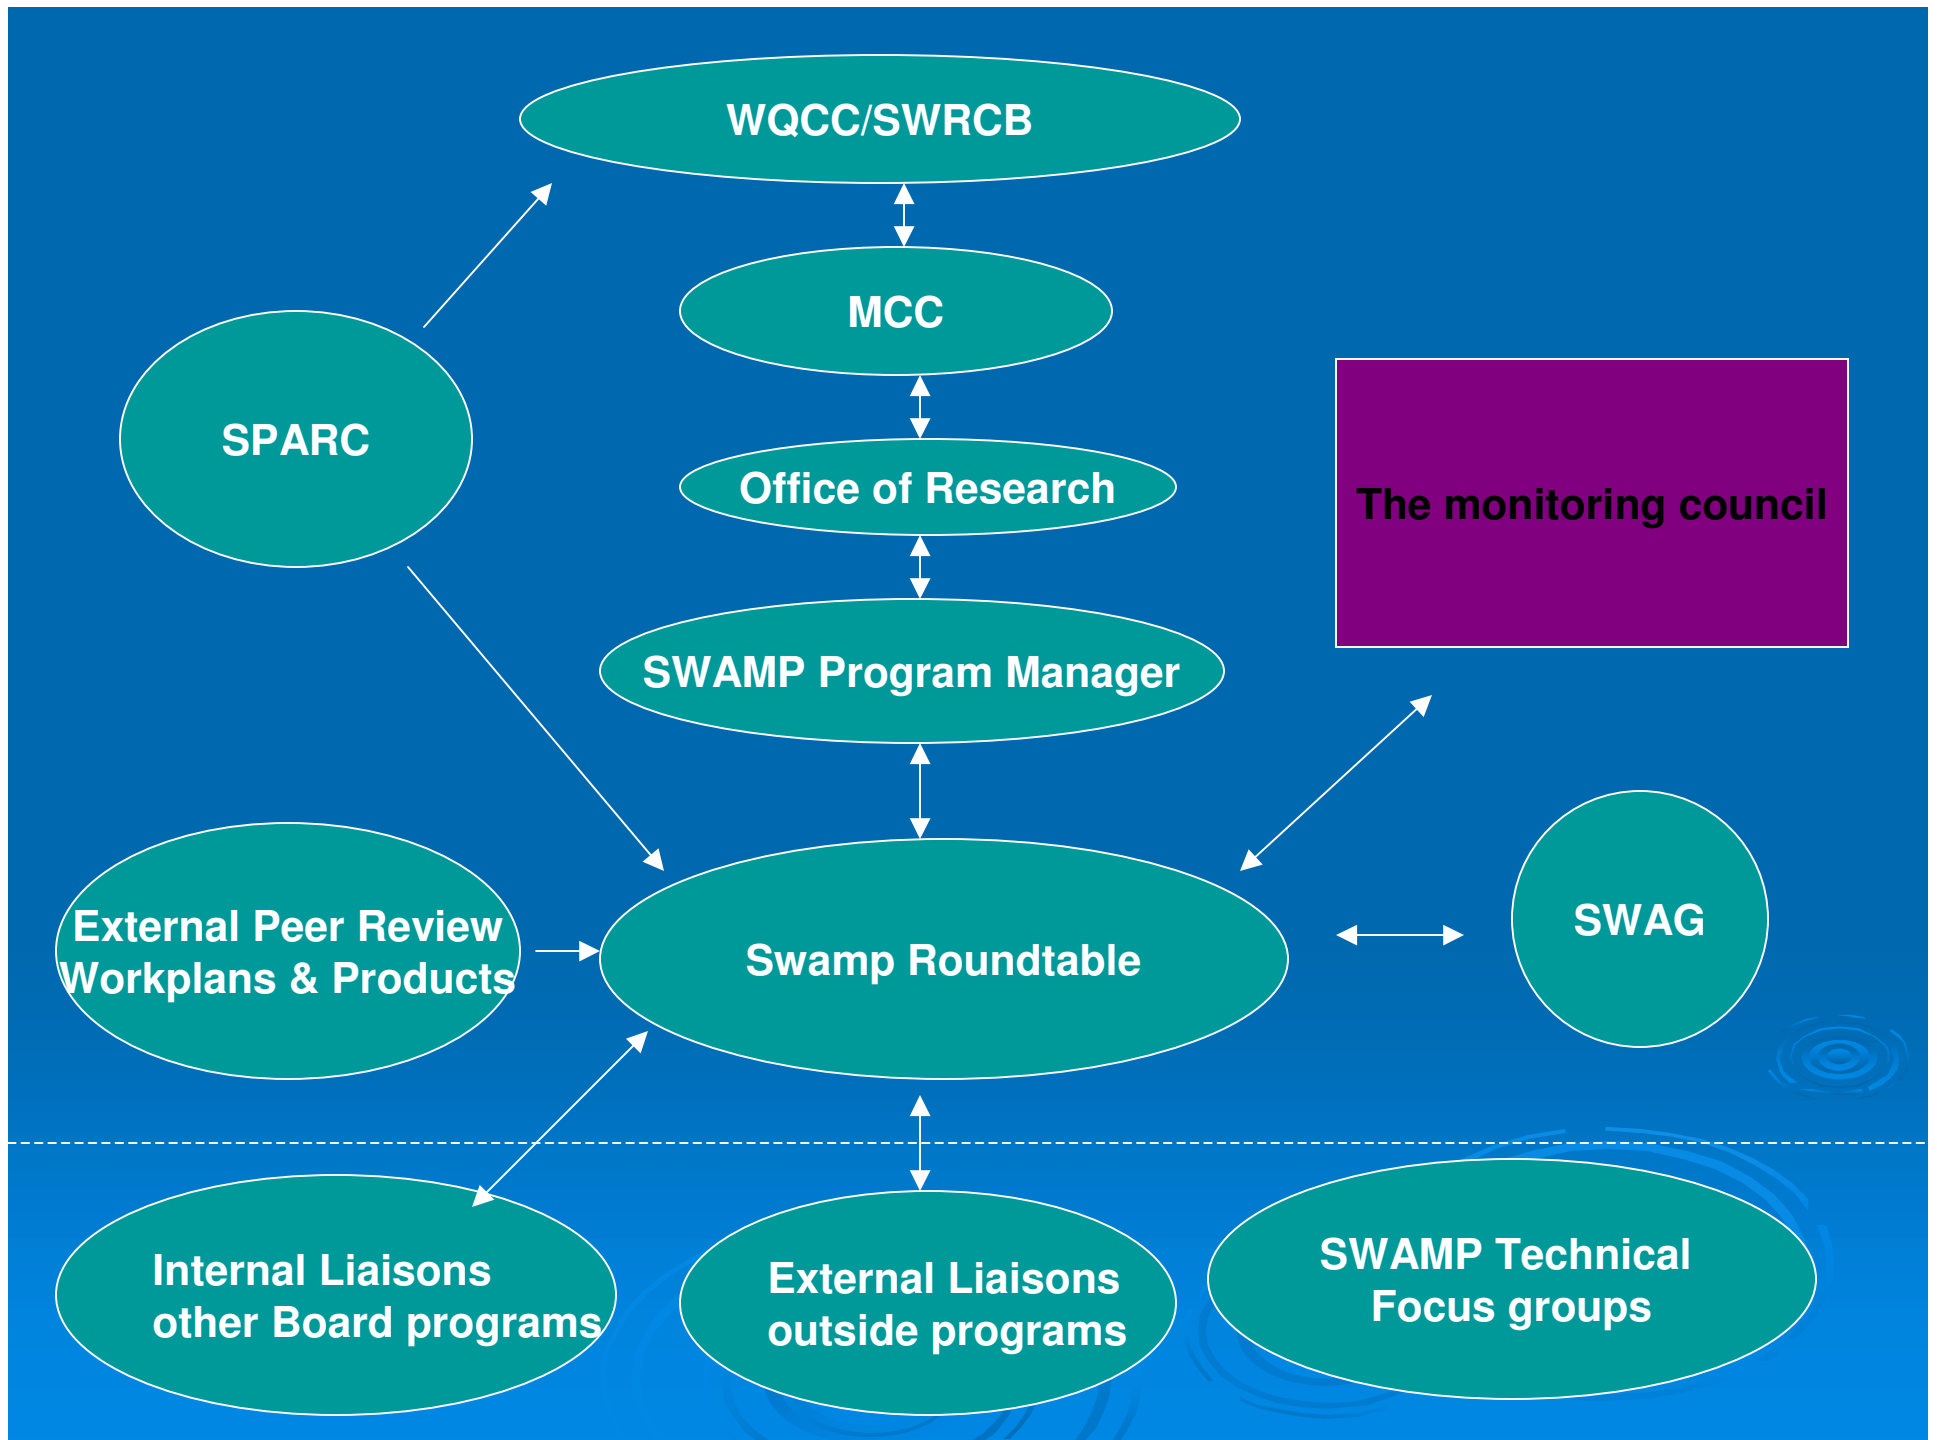 WQCC/SWRCB
MCC
SPARC
Office of Research
The monitoring council
SWAMP Program Manager
External Peer Review
Workplans & Products
Swamp Roundtable
SWAG
Internal Liaisons
other Board programs
External Liaisons
outside programs
SWAMP Technical
Focus groups